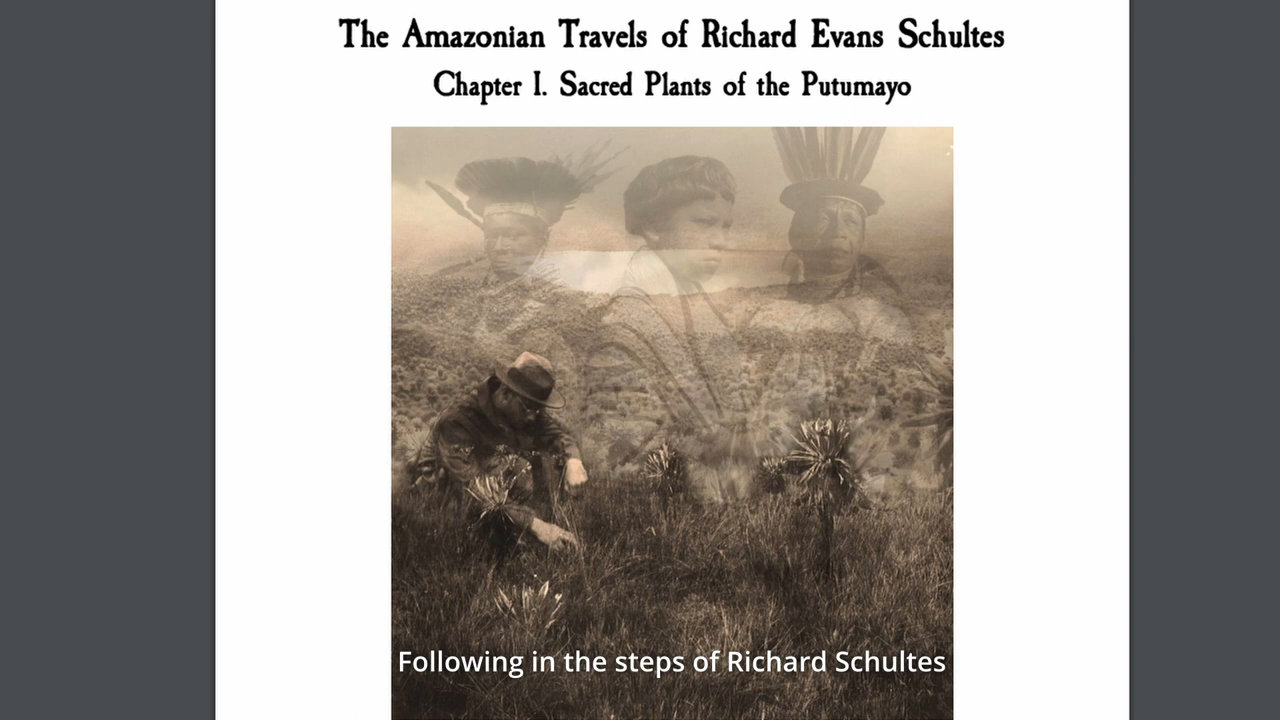 The Amazonian Travels of Richard Evans Schultes
Chapter I. Sacred Plants of the Putumayo
Following in the steps of Richard Schultes